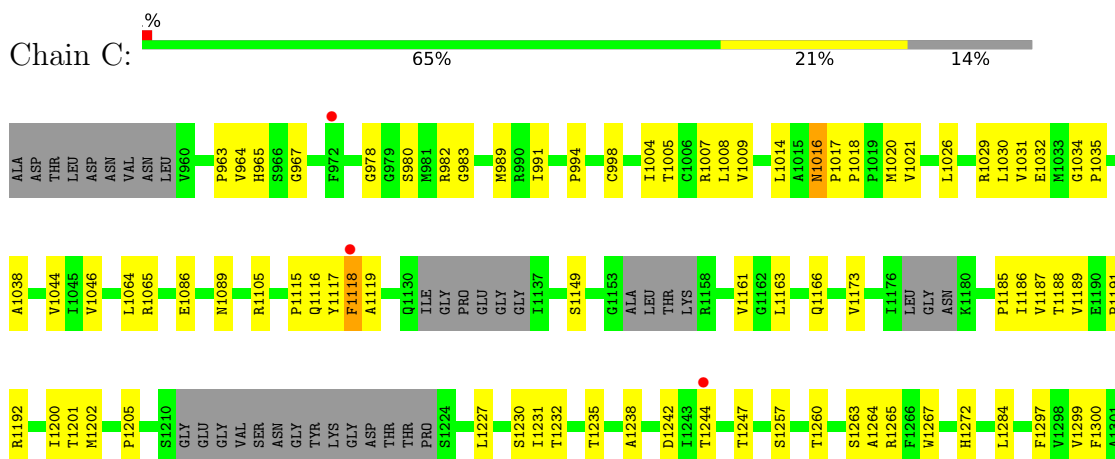 .%
Chain C:
65% 21% 14%
ALA ASP THR LEU ASP ASN ASN VAL ASN LEU V960 P963 V964 H965 S966 G967 F972 G978 G979 S980 M981 R982 G983 M989 R990 I991 P994 C998 I1004 T1005 C1006 R1007 L1008 V1009 L1014 A1015 N1016 P1017 P1018 P1019 M1020 V1021 L1026 R1029 L1030 V1031 E1032 M1033 G1034 P1035
A1038 V1044 I1045 V1046 L1064 R1065 E1086 N1089 R1105 P1115 Q1116 Y1117 F1118 A1119 Q1130 ILE GLY PRO GLU GLY GLY I1137 S1149 G1153 ALA LEU THR LYS R1158 V1161 G1162 L1163 Q1166 V1173 I1176 LEU GLY ASN K1180 P1185 I1186 V1187 T1188 V1189 E1190
R1192 I1200 T1201 M1202 P1205 S1210 GLY GLU GLY VAL SER ASN GLY TYR LYS GLY ASP THR THR PRO S1224 L1227 S1230 I1231 T1232 T1235 A1238 D1242 I1243 T1244 T1247 S1257 T1260 S1263 A1264 R1265 F1266 W1267 H1272 L1284 F1297 V1298 V1299 F1300